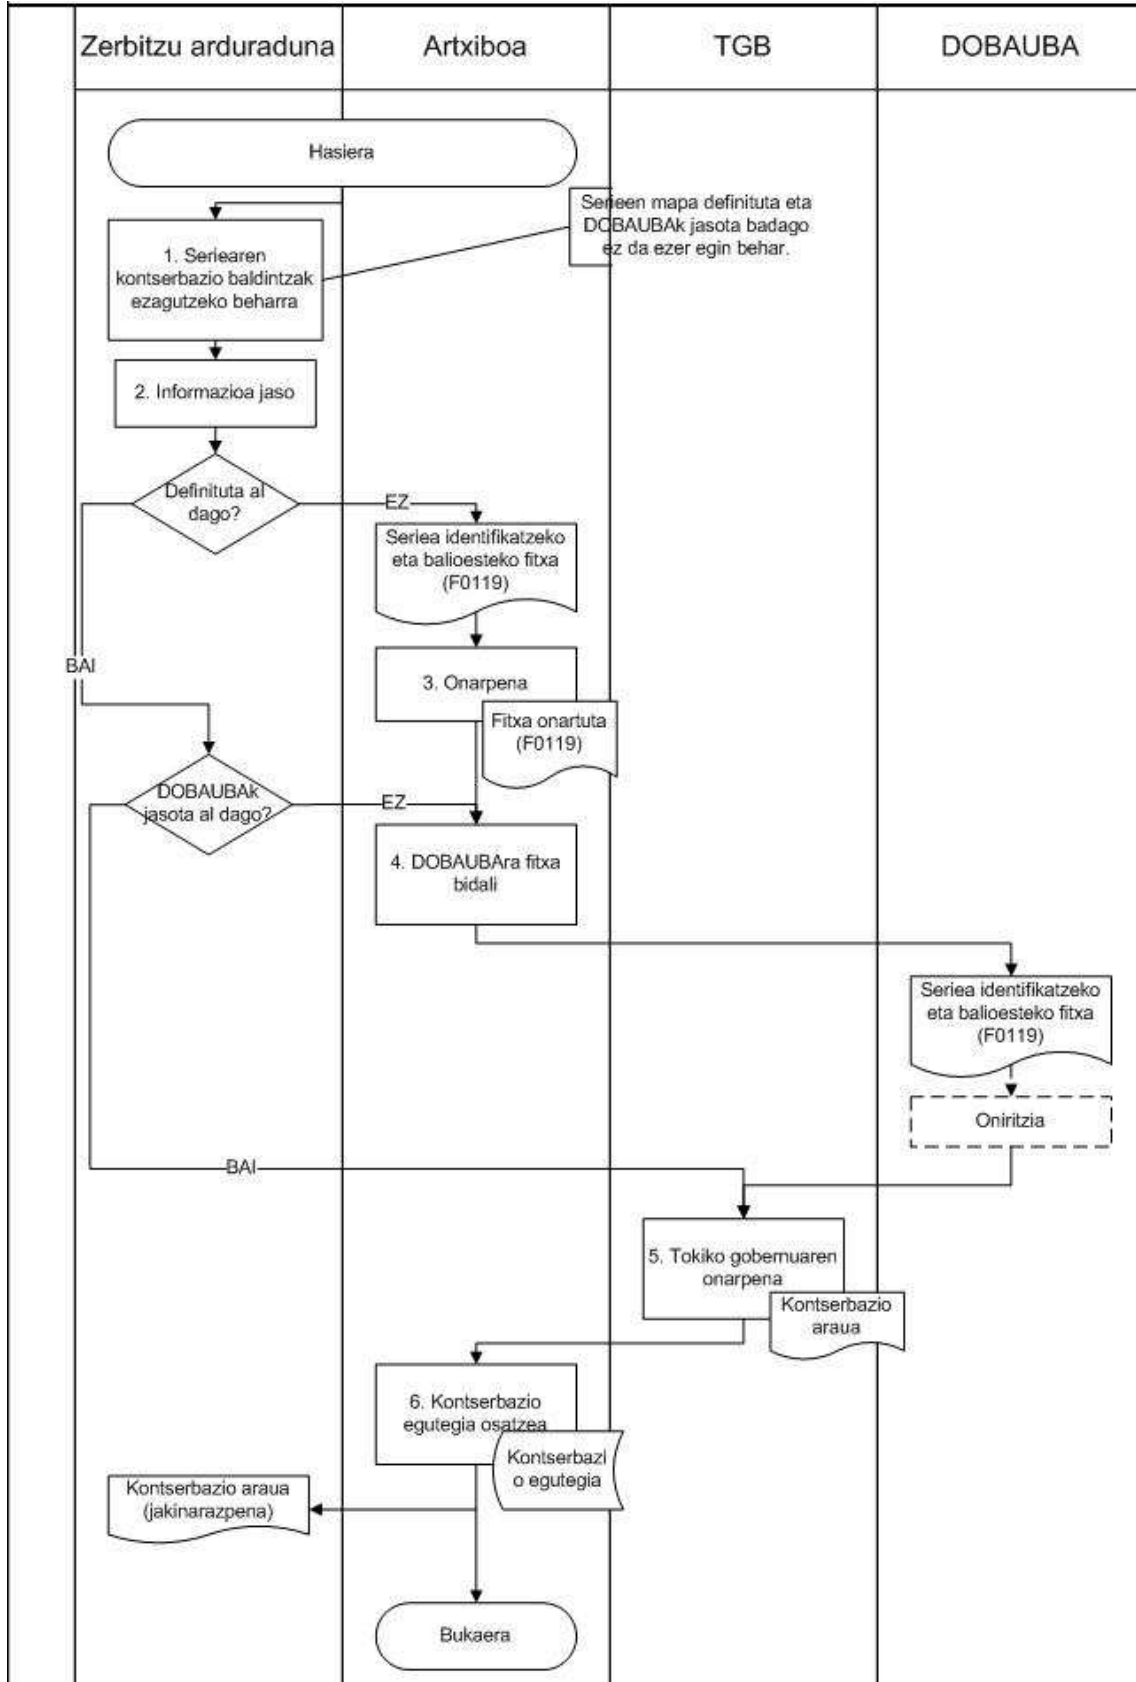 Zerbitzu arduraduna
Artxiboa
TGB
DOBAUBA
Hasiera
Serieen mapa definituta eta
DOBAUBAk jasota badago
ez da ezer egin behar.
1. Seriearen
kontserbazio baldintzak
ezagutzeko beharra
2. Informazioa jaso
Definituta al
dago?
EZ
Seriea identifikatzeko
eta balioesteko fitxa
(F0119)
BAI
3. Onarpena
Fitxa onartuta
(F0119)
DOBAUBAk
jasota al dago?
EZ
4. DOBAUBAra fitxa
bidali
Seriea identifikatzeko
eta balioesteko fitxa
(F0119)
Oniritzia
BAI
5. Tokiko gobernuaren
onarpena
Kontserbazio
araua
6. Kontserbazio
egutegia osatzea
Kontserbazi
o egutegia
Kontserbazio araua
(jakinarazpena)
Bukaera